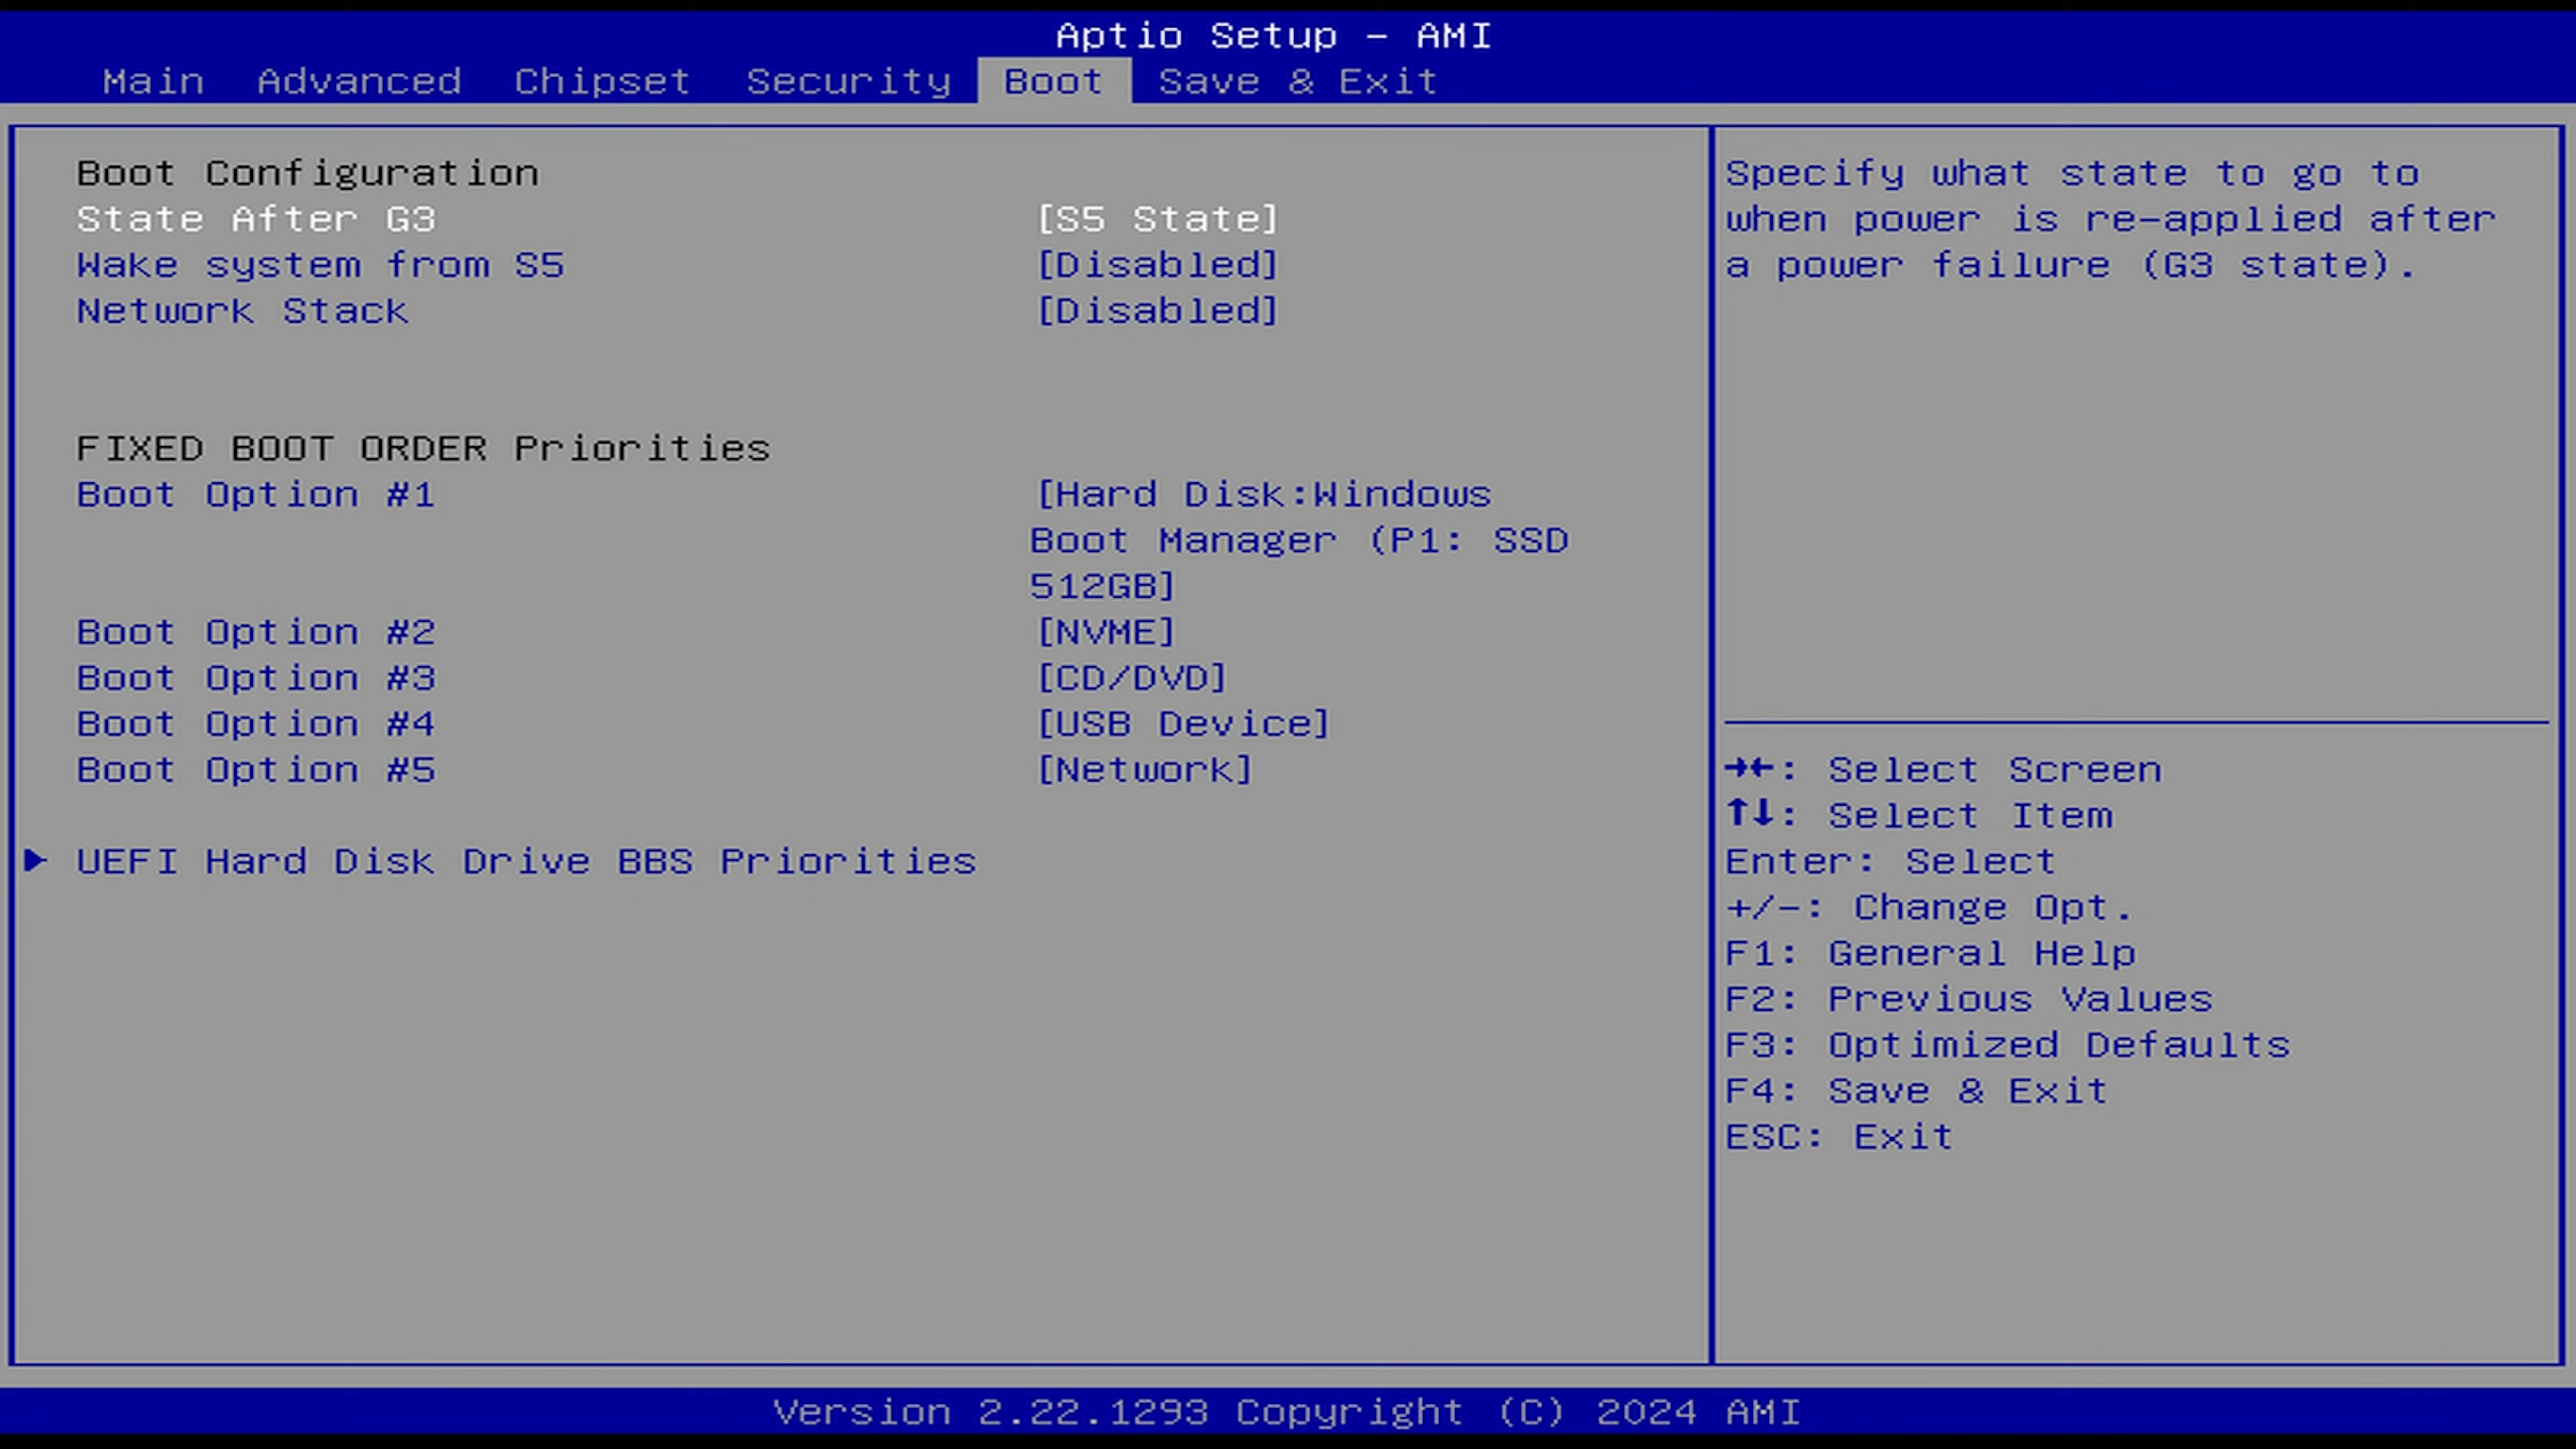 Aptio Setup - AMI
Main Advanced Chipset Security Boot Save & Exit
Boot Configuration
State After G3 [S5 State]
Wake system from S5 [Disabled]
Network Stack [Disabled]
FIXED BOOT ORDER Priorities
Boot Option #1 [Hard Disk:Windows
Boot Manager (P1: SSD
512GB]
Boot Option #2 [NVME]
Boot Option #3 [CD/DVD]
Boot Option #4 [USB Device]
Boot Option #5 [Network]
▶ UEFI Hard Disk Drive BBS Priorities
Specify what state to go to
when power is re-applied after
a power failure (G3 state).
→←: Select Screen
↑↓: Select Item
Enter: Select
+/-: Change Opt.
F1: General Help
F2: Previous Values
F3: Optimized Defaults
F4: Save & Exit
ESC: Exit
Version 2.22.1293 Copyright (C) 2024 AMI